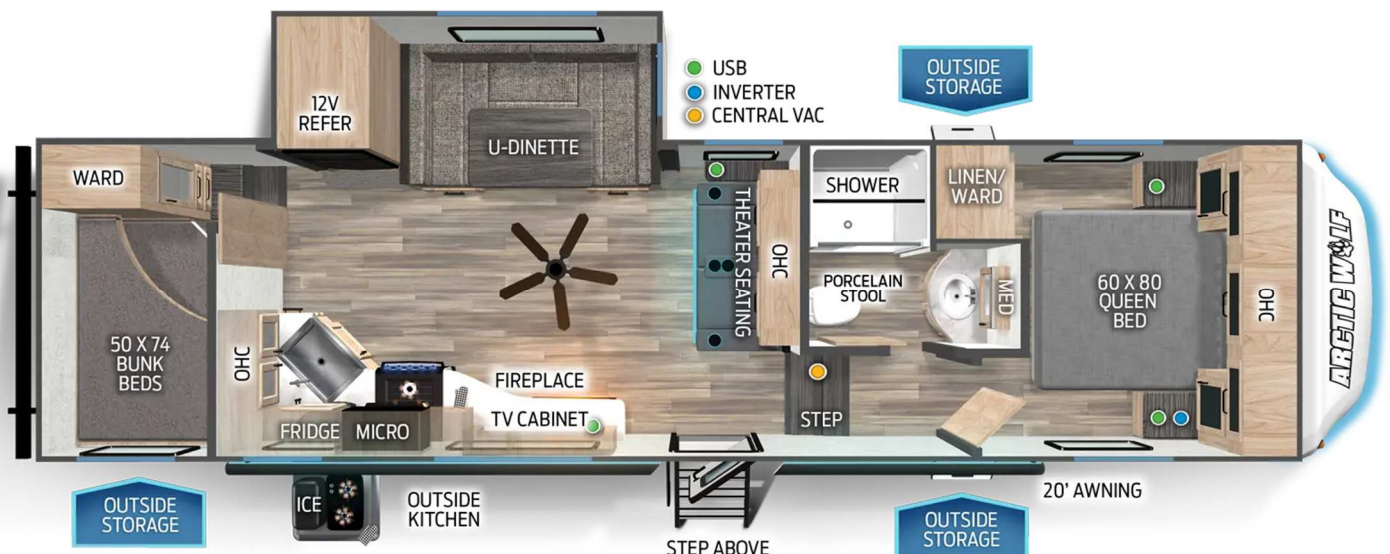 12V
REFER
U-DINETTE
USB
INVERTER
CENTRAL VAC
OUTSIDE
STORAGE
WARD
THEATER SEATING
OHC
SHOWER
LINEN/
WARD
PORCELAIN
STOOL
MED
60 X 80
QUEEN
BED
OHC
ARCTIC WOLF
50 X 74
BUNK
BEDS
OHC
FIREPLACE
TV CABINET
FRIDGE
MICRO
STEP
OUTSIDE
STORAGE
ICE
OUTSIDE
KITCHEN
STEP ABOVE
20' AWNING
OUTSIDE
STORAGE